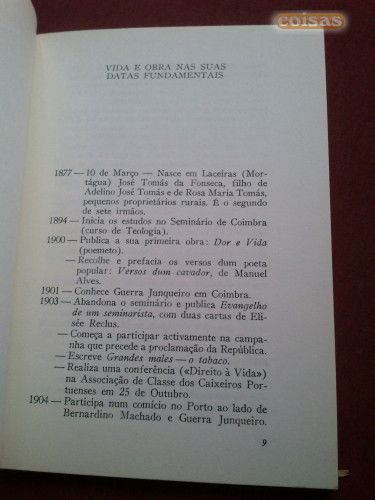 coisas
VIDA E OBRA NAS SUAS
DATAS FUNDAMENTAIS
1877 — 10 de Março — Nasce em Laceiras (Mor-
tágua) José Tomás da Fonseca, filho de
Adelino José Tomás e de Rosa Maria Tomás,
pequenos proprietários rurais. É o segundo
de sete irmãos.
1894 — Inicia os estudos no Seminário de Coimbra
(curso de Teologia).
1900 — Publica a sua primeira obra: Dor e Vida
(poemeto).
— Recolhe e prefacia os versos dum poeta
popular: Versos dum cavador, de Manuel
Alves.
1901 — Conhece Guerra Junqueiro em Coimbra.
1903 — Abandona o seminário e publica Evangelho
de um seminarista, com duas cartas de Eli-
sée Reclus.
— Começa a participar activamente na campa-
nha que precede a proclamação da República.
— Escreve Grandes males — o tabaco.
— Realiza uma conferência («Direito à Vida»)
na Associação de Classe dos Caixeiros Por-
tuenses em 25 de Outubro.
1904 — Participa num comício no Porto ao lado de
Bernardino Machado e Guerra Junqueiro.
9